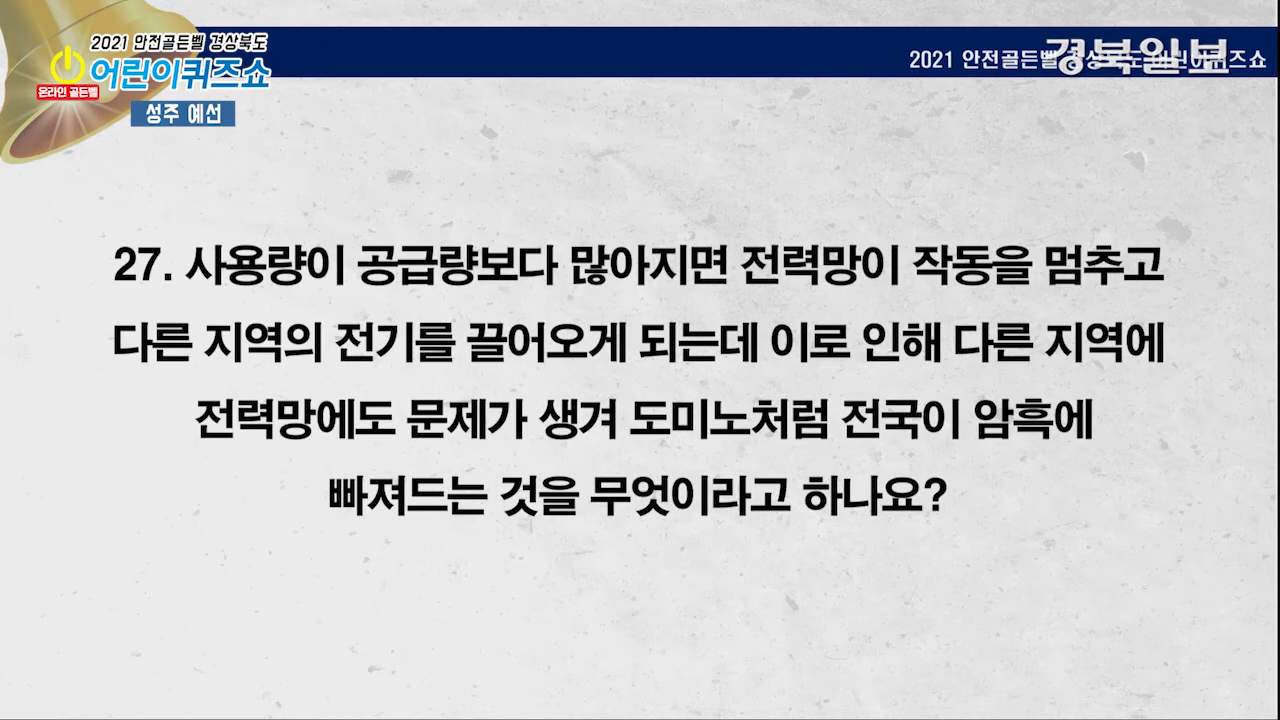 2021 안전골든벨 경상북도
어린이퀴즈쇼
온라인 골든벨
성주 예선
2021 안전골든벨 경상북도 어린이퀴즈쇼
경북일보
27. 사용량이 공급량보다 많아지면 전력망이 작동을 멈추고
다른 지역의 전기를 끌어오게 되는데 이로 인해 다른 지역에
전력망에도 문제가 생겨 도미노처럼 전국이 암흑에
빠져드는 것을 무엇이라고 하나요?